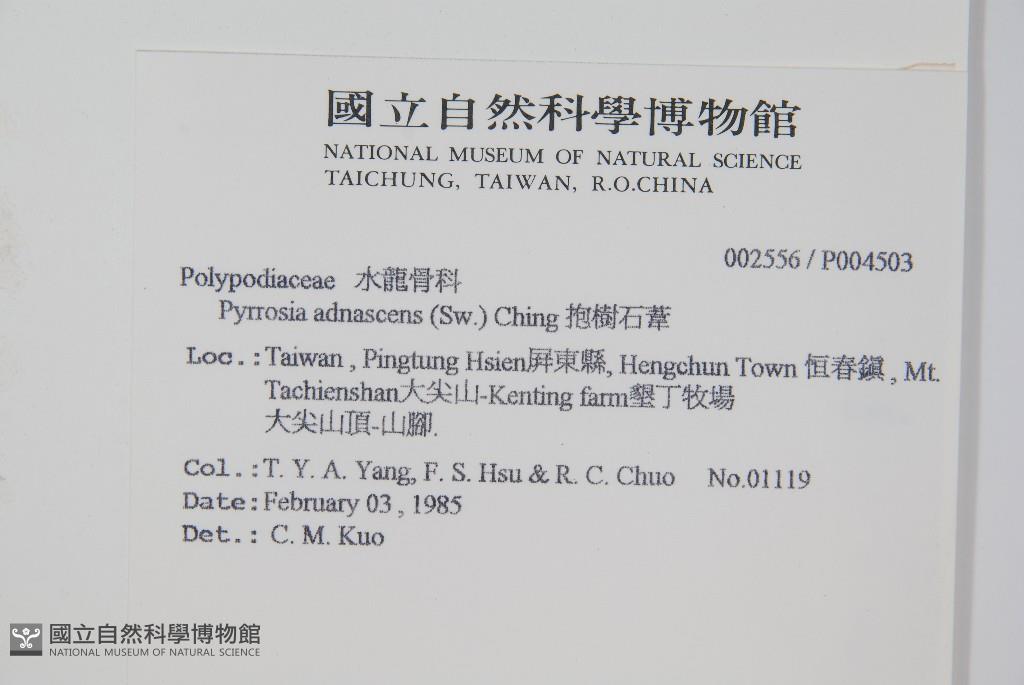 國立自然科學博物館
NATIONAL MUSEUM OF NATURAL SCIENCE
TAICHUNG, TAIWAN, R.O.CHINA
002556 / P004503
Polypodiaceae 水龍骨科
Pyrrosia adnascens (Sw.) Ching 抱樹石葦
Loc.:Taiwan , Pingtung Hsien屏東縣, Hengchun Town 恒春鎮 , Mt.
Tachienshan大尖山-Kenting farm墾丁牧場
大尖山頂-山腳.
Col.:T. Y. A. Yang, F. S. Hsu & R. C. Chuo No.01119
Date:February 03 , 1985
Det.: C. M. Kuo
國立自然科學博物館
NATIONAL MUSEUM OF NATURAL SCIENCE